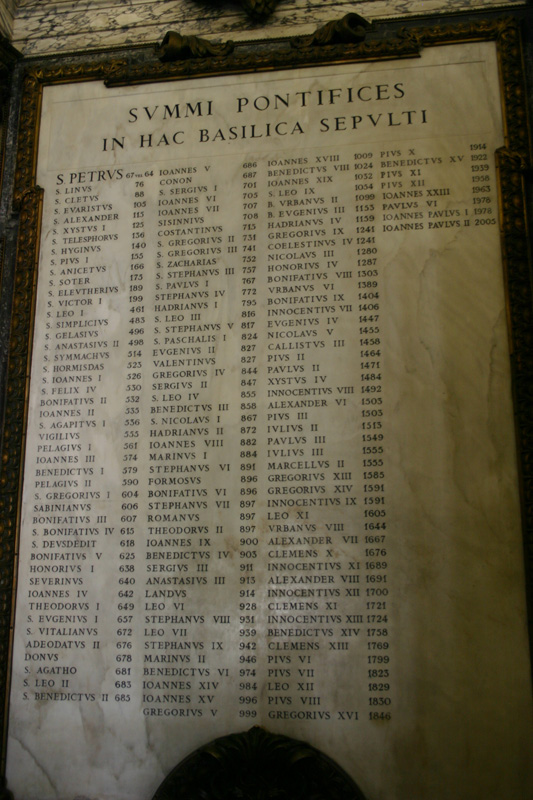 SVMMI PONTIFICES
IN HAC BASILICA SEPVLTI
S PETRVS 67 vel 64
S. LINVS 76
S. CLETVS 88
S. EVARISTVS 105
S. ALEXANDER 113
S. XYSTVS I 125
S. TELESPHORVS 136
S. HYGINVS 140
S. PIVS I 155
S. ANICETVS 166
S. SOTER 175
S. ELEVTHERIVS 189
S. VICTOR I 199
S. LEO I 461
S. SIMPLICIVS 483
S. GELASIVS 496
S. ANASTASIVS II 498
S. SYMMACHVS 514
S. HORMISDAS 523
S. IOANNES I 526
S. FELIX IV 530
BONIFATIVS II 532
IOANNES II 535
S. AGAPITVS I 536
VIGILIVS 555
PELAGIVS I 561
IOANNES III 574
BENEDICTVS I 579
PELAGIVS II 590
S. GREGORIVS I 604
SABINIANVS 606
BONIFATIVS III 607
S. BONIFATIVS IV 615
S. DEVSDEDIT 618
BONIFATIVS V 625
HONORIVS I 638
SEVERINVS 640
IOANNES IV 642
THEODORVS I 649
S. EVGENIVS I 657
S. VITALIANVS 672
ADEODATVS II 676
DONVS 678
S. AGATHO 681
S. LEO II 683
S. BENEDICTVS II 685
IOANNES V 686
CONON 687
S. SERGIVS I 701
IOANNES VI 705
IOANNES VII 707
SISINNIVS 708
CONSTANTINVS 715
S. GREGORIVS II 731
S. GREGORIVS III 741
S. ZACHARIAS 752
S. STEPHANVS III 757
S. PAVLVS I 767
STEPHANVS IV 772
HADRIANVS I 795
S. LEO III 816
S. STEPHANVS V 817
S. PASCHALIS I 824
EVGENIVS II 827
VALENTINVS 827
GREGORIVS IV 844
SERGIVS II 847
S. LEO IV 855
BENEDICTVS III 858
S. NICOLAVS I 867
HADRIANVS II 872
IOANNES VIII 882
MARINVS I 884
STEPHANVS VI 891
FORMOSVS 896
BONIFATIVS VI 896
STEPHANVS VII 897
ROMANVS 897
THEODORVS II 897
IOANNES IX 900
BENEDICTVS IV 903
SERGIVS III 911
ANASTASIVS III 913
LANDVS 914
LEO VI 928
STEPHANVS VIII 931
LEO VII 939
STEPHANVS IX 942
MARINVS II 946
BENEDICTVS VI 974
IOANNES XIV 984
IOANNES XV 996
GREGORIVS V 999
IOANNES XVIII 1009
BENEDICTVS VIII 1024
IOANNES XIX 1032
S. LEO IX 1054
B. VRBANVS II 1099
B. EVGENIVS III 1153
HADRIANVS IV 1159
GREGORIVS IX 1241
COELESTINVS IV 1241
NICOLAVS III 1280
HONORIVS IV 1287
BONIFATIVS VIII 1303
VRBANVS VI 1389
BONIFATIVS IX 1404
INNOCENTIVS VII 1406
EVGENIVS IV 1447
NICOLAVS V 1455
CALLISTVS III 1458
PIVS II 1464
PAVLVS II 1471
XYSTVS IV 1484
INNOCENTIVS VIII 1492
ALEXANDER VI 1503
PIVS III 1503
IVLIVS II 1513
PAVLVS III 1549
IVLIVS III 1555
MARCELLVS II 1555
GREGORIVS XIII 1585
GREGORIVS XIV 1591
INNOCENTIVS IX 1591
LEO XI 1605
VRBANVS VIII 1644
ALEXANDER VII 1667
CLEMENS X 1676
INNOCENTIVS XI 1689
ALEXANDER VIII 1691
INNOCENTIVS XII 1700
CLEMENS XI 1721
INNOCENTIVS XIII 1724
BENEDICTVS XIV 1758
CLEMENS XIII 1769
PIVS VI 1799
PIVS VII 1823
LEO XII 1829
PIVS VIII 1830
GREGORIVS XVI 1846
PIVS X 1914
BENEDICTVS XV 1922
PIVS XI 1939
PIVS XII 1958
IOANNES XXIII 1963
PAVLVS VI 1978
IOANNES PAVLVS I 1978
IOANNES PAVLVS II 2005